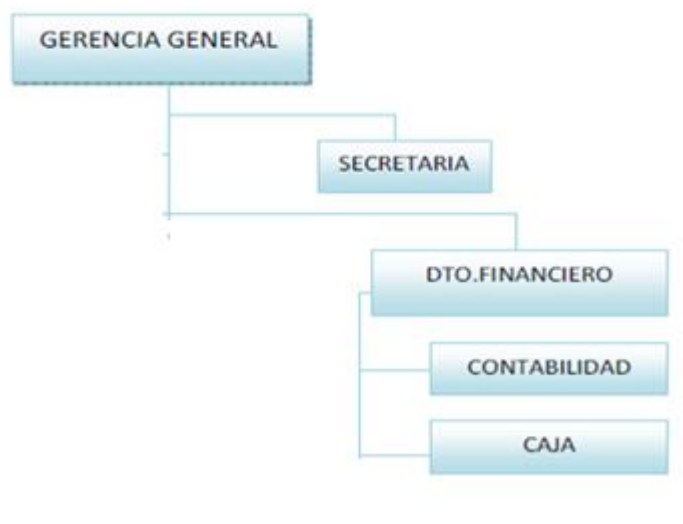 GERENCIA GENERAL
SECRETARIA
DTO.FINANCIERO
CONTABILIDAD
CAJA